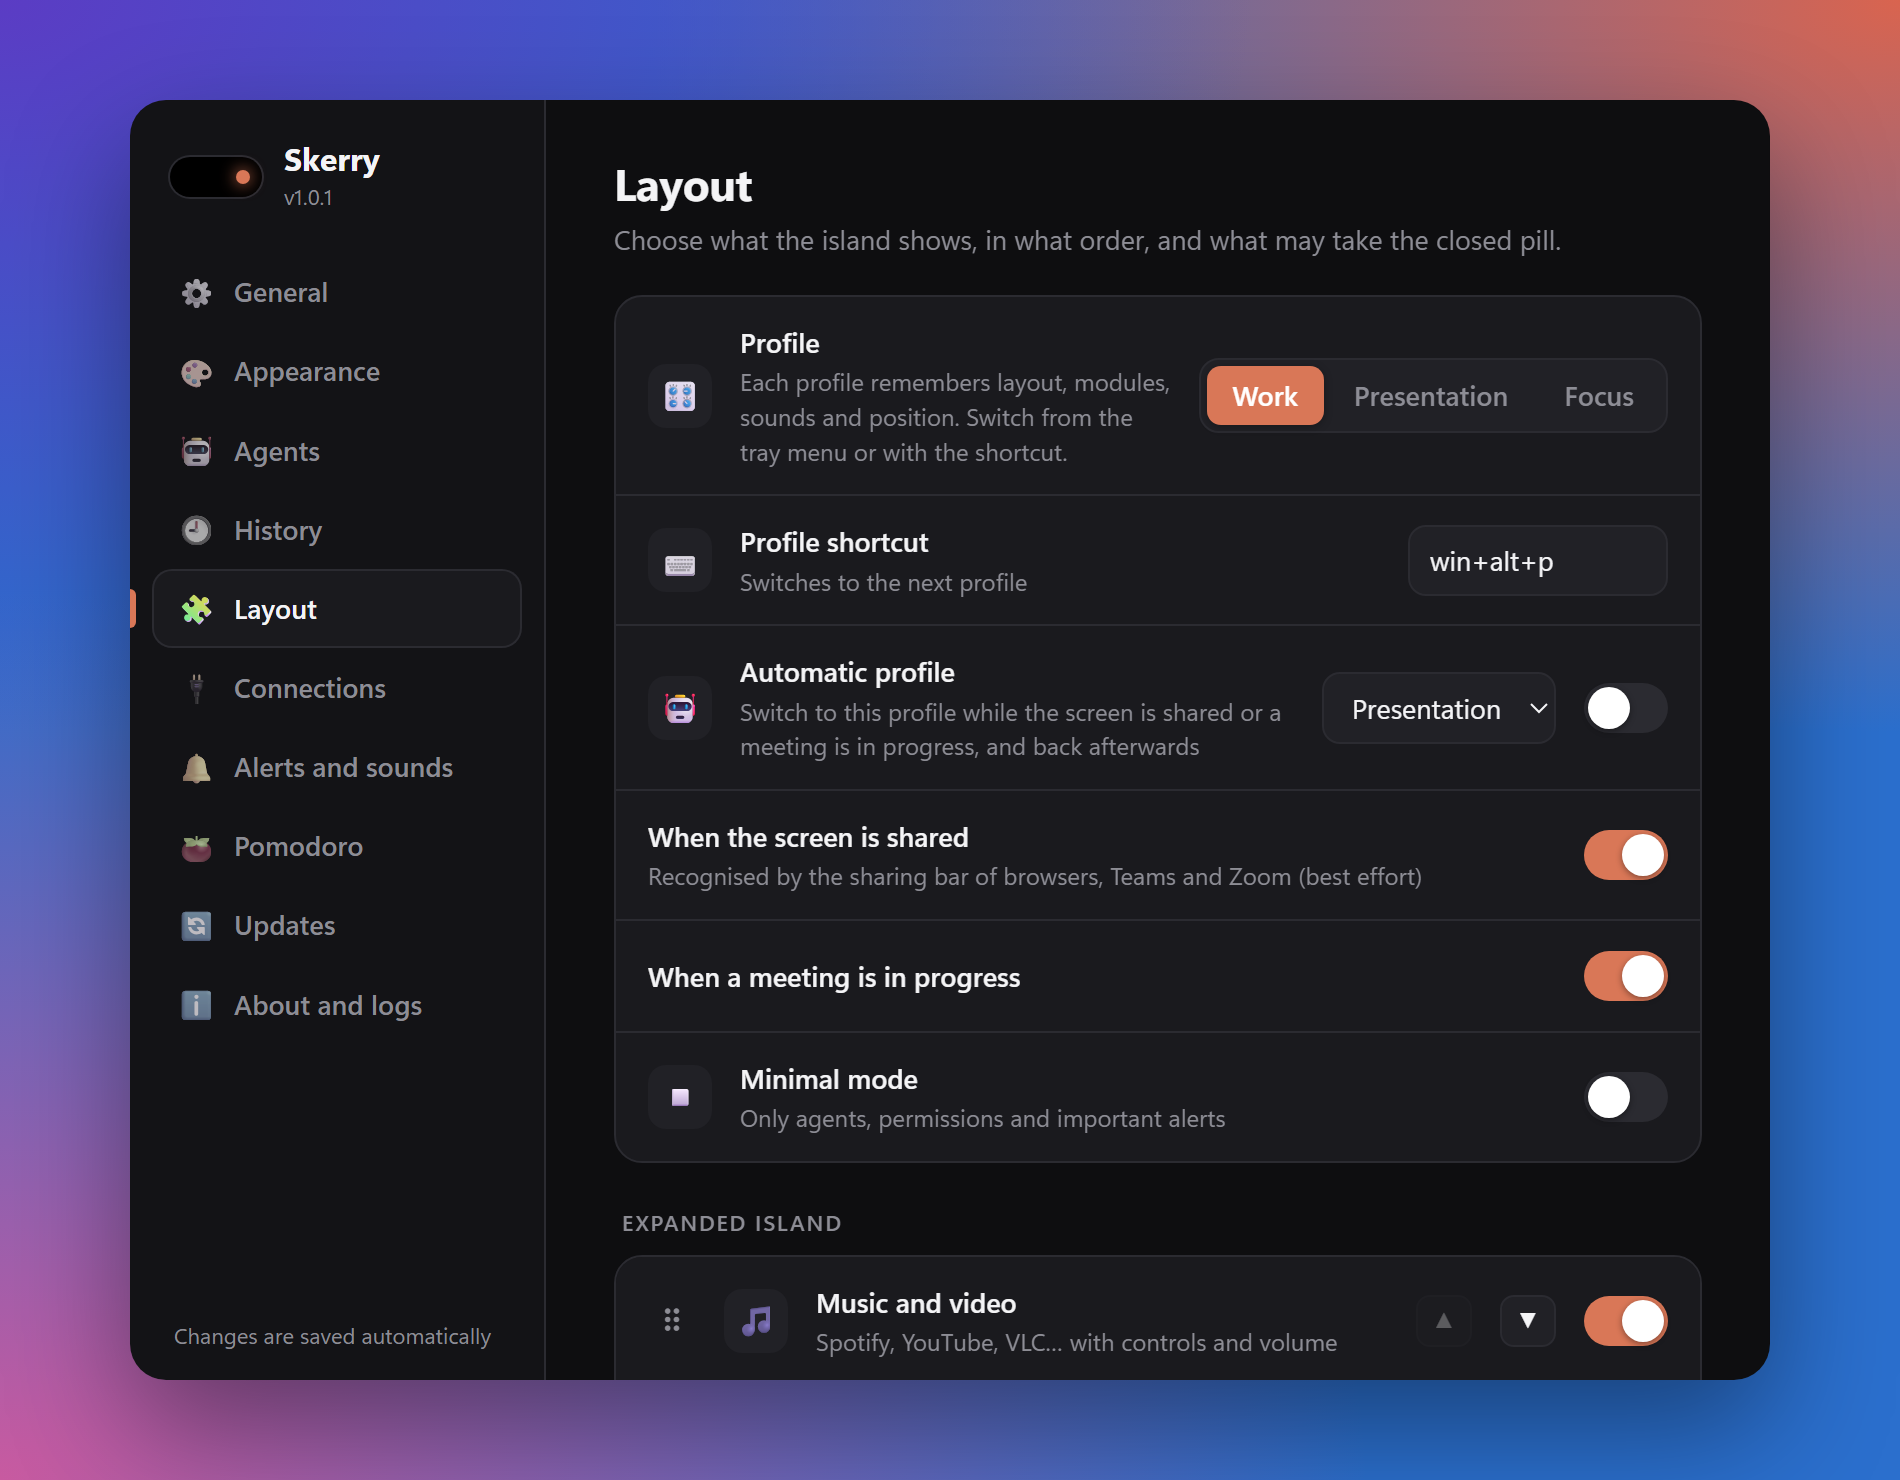 Skerry
v1.0.1
General
Appearance
Agents
History
Layout
Connections
Alerts and sounds
Pomodoro
Updates
About and logs
Changes are saved automatically
Layout
Choose what the island shows, in what order, and what may take the closed pill.
Profile
Each profile remembers layout, modules,
sounds and position. Switch from the
tray menu or with the shortcut.
Work
Presentation
Focus
Profile shortcut
Switches to the next profile
win+alt+p
Automatic profile
Switch to this profile while the screen is shared or a
meeting is in progress, and back afterwards
Presentation
When the screen is shared
Recognised by the sharing bar of browsers, Teams and Zoom (best effort)
When a meeting is in progress
Minimal mode
Only agents, permissions and important alerts
EXPANDED ISLAND
Music and video
Spotify, YouTube, VLC... with controls and volume